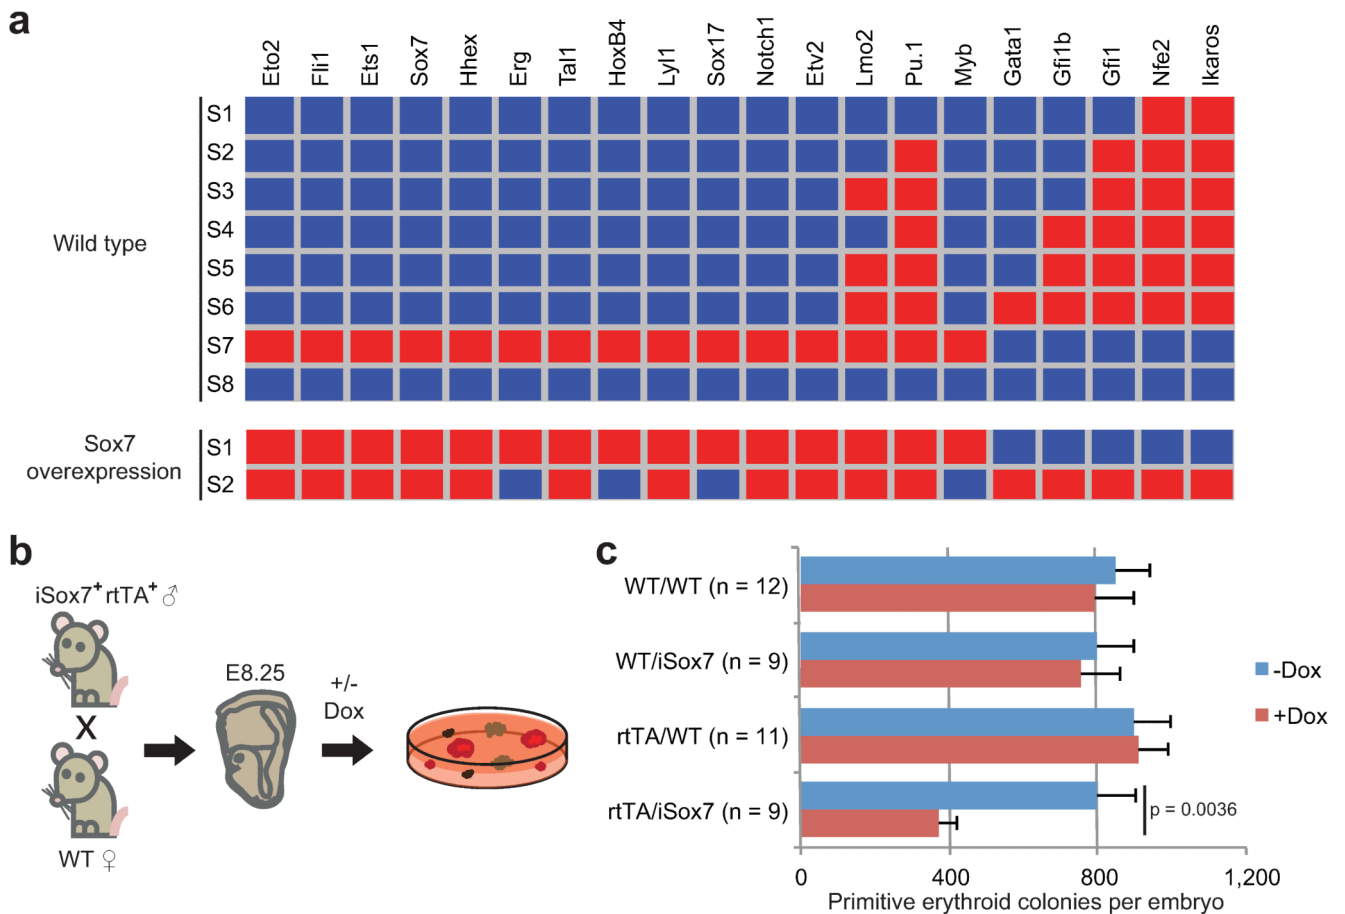 a
Eto2 Fli1 Ets1 Sox7 Hhex Erg Tal1 HoxB4 Lyl1 Sox17 Notch1 Etv2 Lmo2 Pu.1 Myb Gata1 Gfi1b Gfi1 Nfe2 Ikaros
Wild type
S1
S2
S3
S4
S5
S6
S7
S8
Sox7
overexpression
S1
S2
b
iSox7+ rtTA+ ♂
X
WT ♀
E8.25
+/-
Dox
c
WT/WT (n = 12)
WT/iSox7 (n = 9)
rtTA/WT (n = 11)
rtTA/iSox7 (n = 9)
p = 0.0036
-Dox
+Dox
0 400 800 1,200
Primitive erythroid colonies per embryo